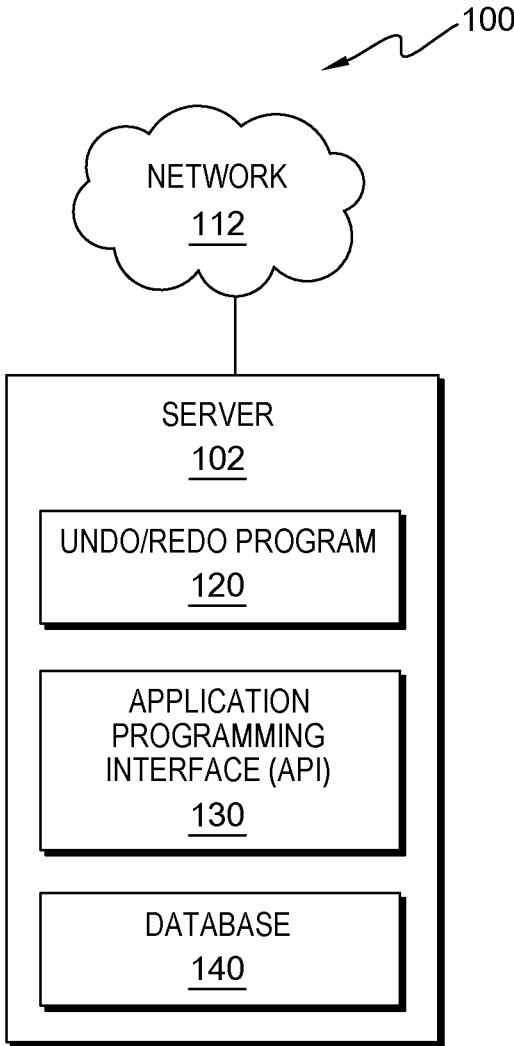 100
NETWORK
112
SERVER
102
UNDO/REDO PROGRAM
120
APPLICATION
PROGRAMMING
INTERFACE (API)
130
DATABASE
140